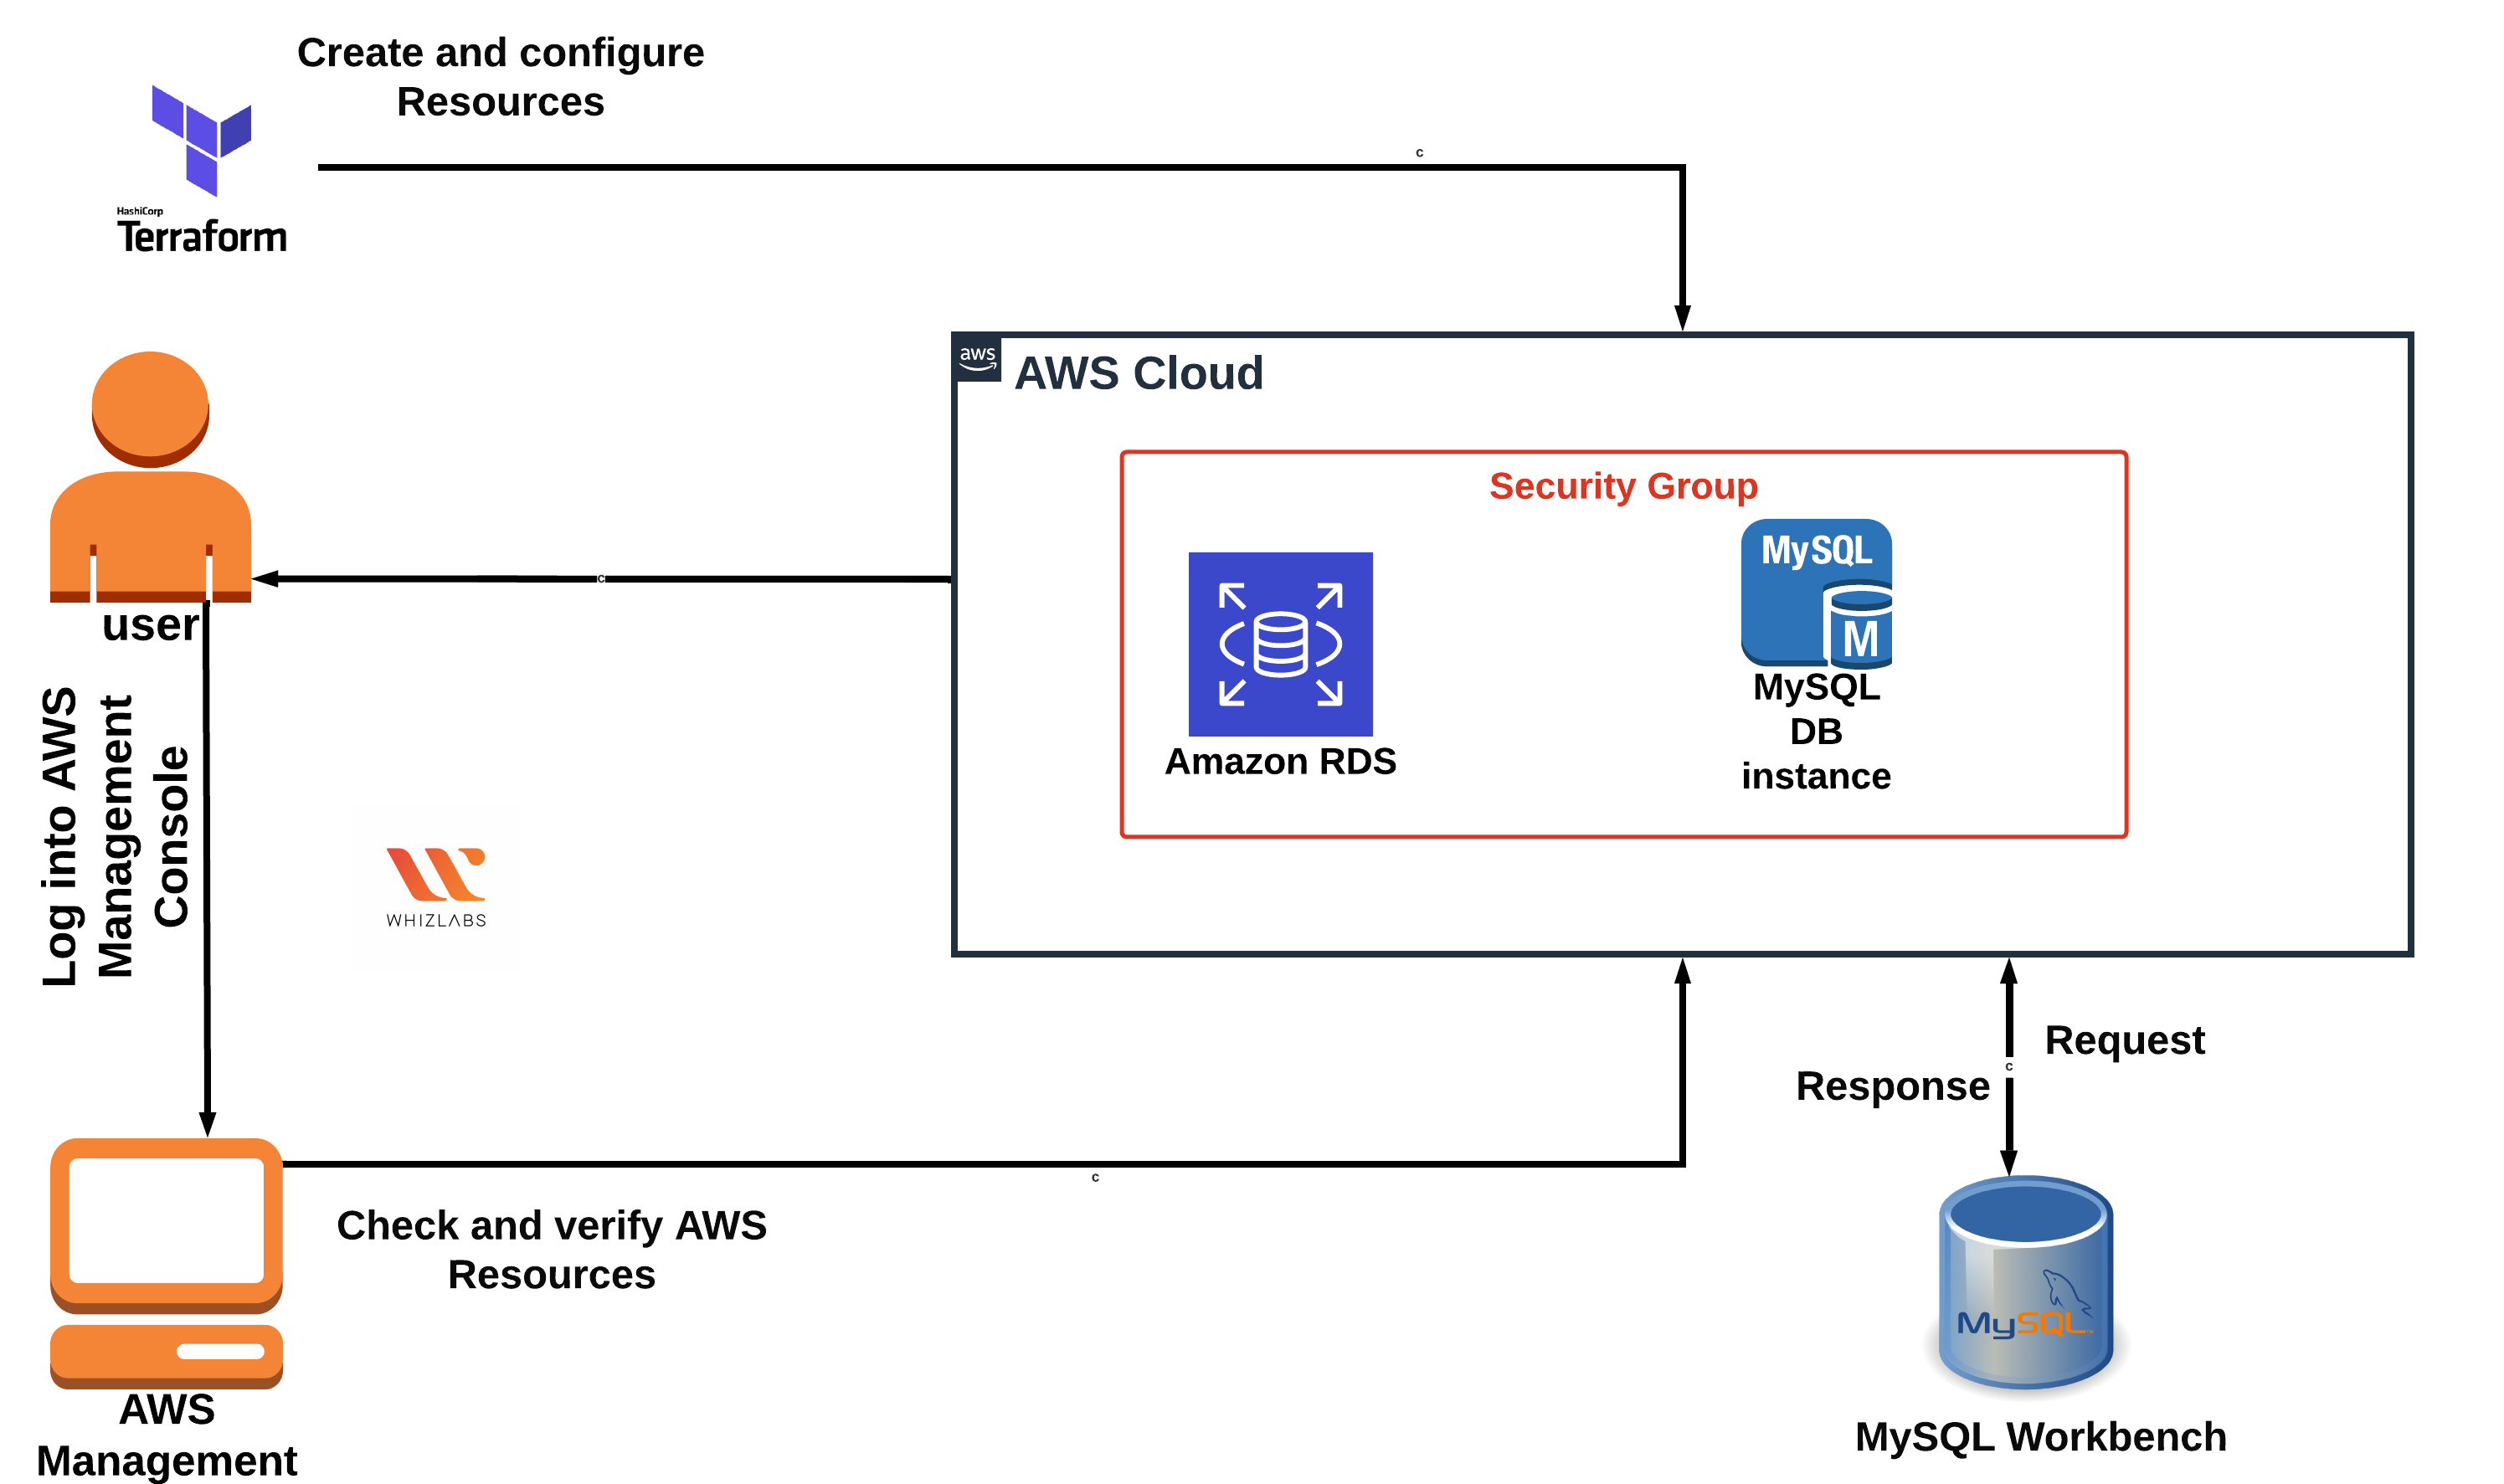 Create and configure
Resources
c
HashiCorp
Terraform
aws
AWS Cloud
Security Group
MySQL
M
MySQL
DB
instance
Amazon RDS
c
user
Log into AWS
Management
Console
WHIZLABS
Request
c
Response
c
Check and verify AWS
Resources
MySQL™
MySQL Workbench
AWS
Management